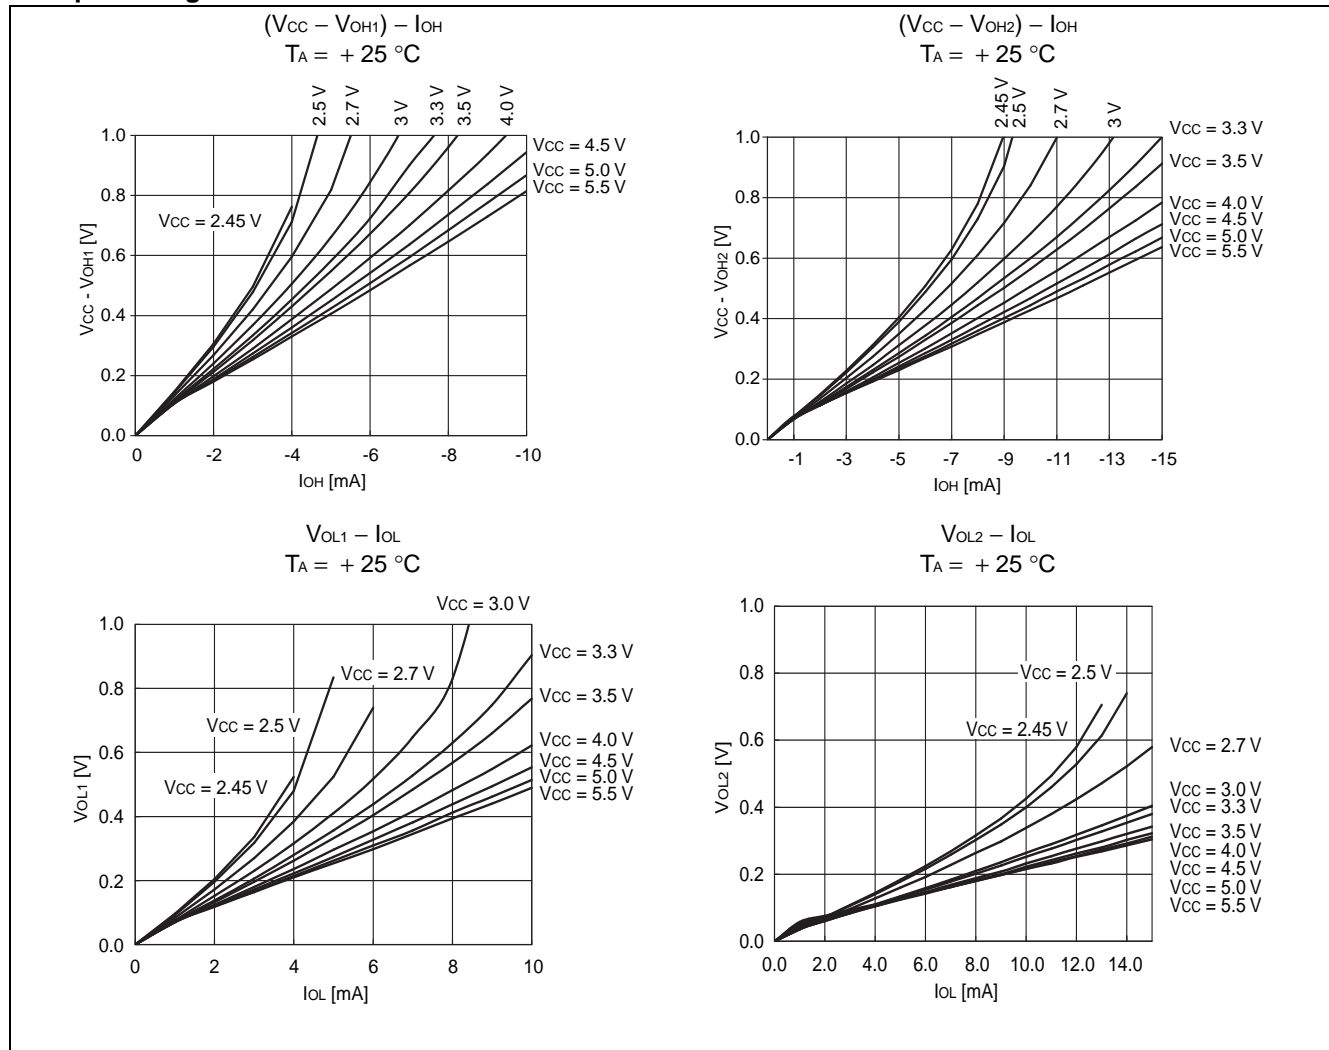 (VCC − VOH1) − IOH
TA = + 25 °C
2.5 V
2.7 V
3 V
3.3 V
3.5 V
4.0 V
1.0
0.8
0.6
0.4
0.2
0.0
VCC - VOH1 [V]
VCC = 2.45 V
VCC = 4.5 V
VCC = 5.0 V
VCC = 5.5 V
0 -2 -4 -6 -8 -10
IOH [mA]
(VCC − VOH2) − IOH
TA = + 25 °C
2.45 V
2.5 V
2.7 V
3 V
1.0
0.8
0.6
0.4
0.2
0.0
VCC - VOH2 [V]
VCC = 3.3 V
VCC = 3.5 V
VCC = 4.0 V
VCC = 4.5 V
VCC = 5.0 V
VCC = 5.5 V
-1 -3 -5 -7 -9 -11 -13 -15
IOH [mA]
VOL1 − IOL
TA = + 25 °C
VCC = 3.0 V
1.0
0.8
0.6
0.4
0.2
0.0
VOL1 [V]
VCC = 2.7 V
VCC = 2.5 V
VCC = 2.45 V
VCC = 3.3 V
VCC = 3.5 V
VCC = 4.0 V
VCC = 4.5 V
VCC = 5.0 V
VCC = 5.5 V
0 2 4 6 8 10
IOL [mA]
VOL2 − IOL
TA = + 25 °C
1.0
0.8
0.6
0.4
0.2
0.0
VOL2 [V]
VCC = 2.5 V
VCC = 2.45 V
VCC = 2.7 V
VCC = 3.0 V
VCC = 3.3 V
VCC = 3.5 V
VCC = 4.0 V
VCC = 4.5 V
VCC = 5.0 V
VCC = 5.5 V
0.0 2.0 4.0 6.0 8.0 10.0 12.0 14.0
IOL [mA]